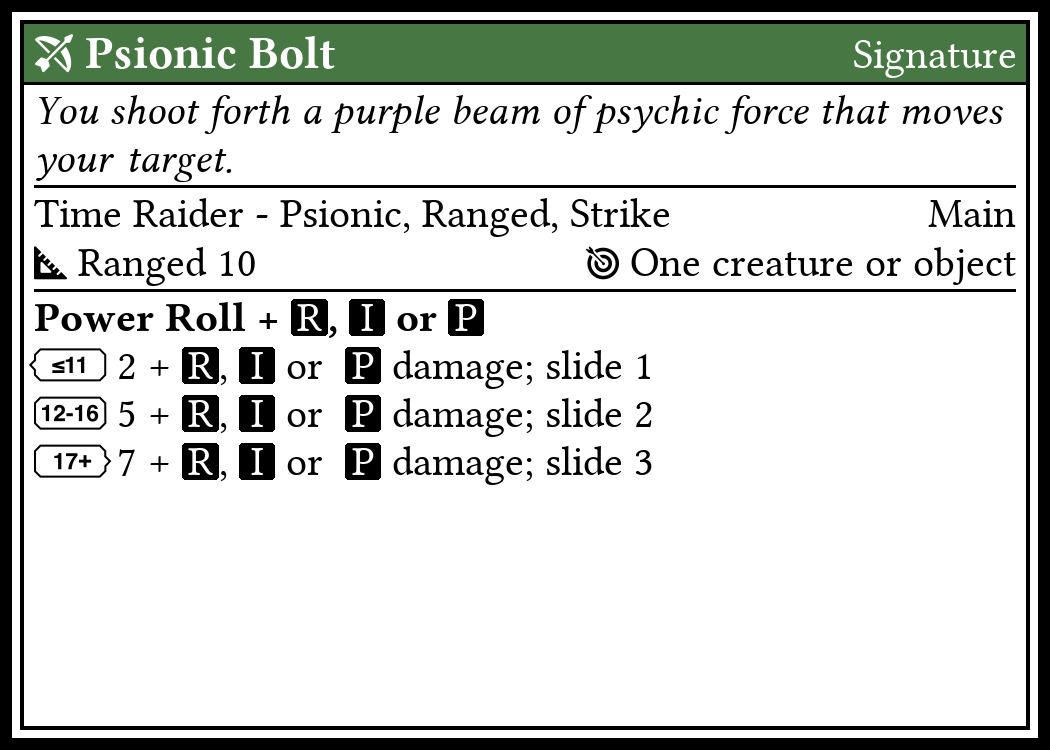 Psionic Bolt Signature
You shoot forth a purple beam of psychic force that moves
your target.
Time Raider - Psionic, Ranged, Strike Main
Ranged 10 One creature or object
Power Roll + R, I or P
≤11 2 + R, I or P damage; slide 1
12-16 5 + R, I or P damage; slide 2
17+ 7 + R, I or P damage; slide 3